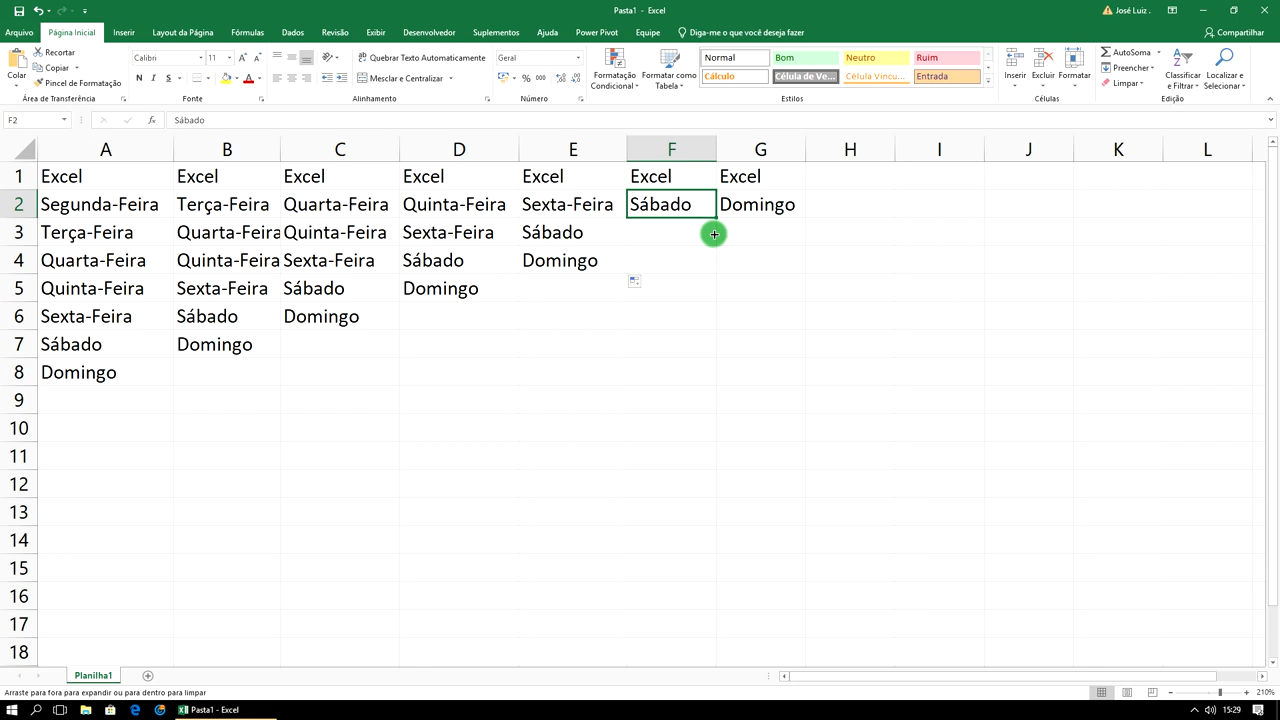 Pasta1 - Excel
José Luiz .
Arquivo Página Inicial Inserir Layout da Página Fórmulas Dados Revisão Exibir Desenvolvedor Suplementos Ajuda Power Pivot Equipe Diga-me o que você deseja fazer Compartilhar
Colar
Recortar
Copiar
Pincel de Formatação
Área de Transferência
Calibri 11
N I S
Fonte
Quebrar Texto Automaticamente
Mesclar e Centralizar
Alinhamento
Geral
% 000
Número
Formatação Condicional
Formatar como Tabela
Normal Bom Neutro Ruim
Cálculo Célula de Ve... Célula Vincu... Entrada
Estilos
Inserir Excluir Formatar
Células
AutoSoma
Preencher
Limpar
Classificar e Filtrar
Localizar e Selecionar
Edição
F2 fx Sábado
A B C D E F G H I J K L
1 Excel Excel Excel Excel Excel Excel Excel
2 Segunda-Feira Terça-Feira Quarta-Feira Quinta-Feira Sexta-Feira Sábado Domingo
3 Terça-Feira Quarta-Feira Quinta-Feira Sexta-Feira Sábado
4 Quarta-Feira Quinta-Feira Sexta-Feira Sábado Domingo
5 Quinta-Feira Sexta-Feira Sábado Domingo
6 Sexta-Feira Sábado Domingo
7 Sábado Domingo
8 Domingo
9
10
11
12
13
14
15
16
17
18
Planilha1
Arraste para fora para expandir ou para dentro para limpar 210%
Pasta1 - Excel 15:29